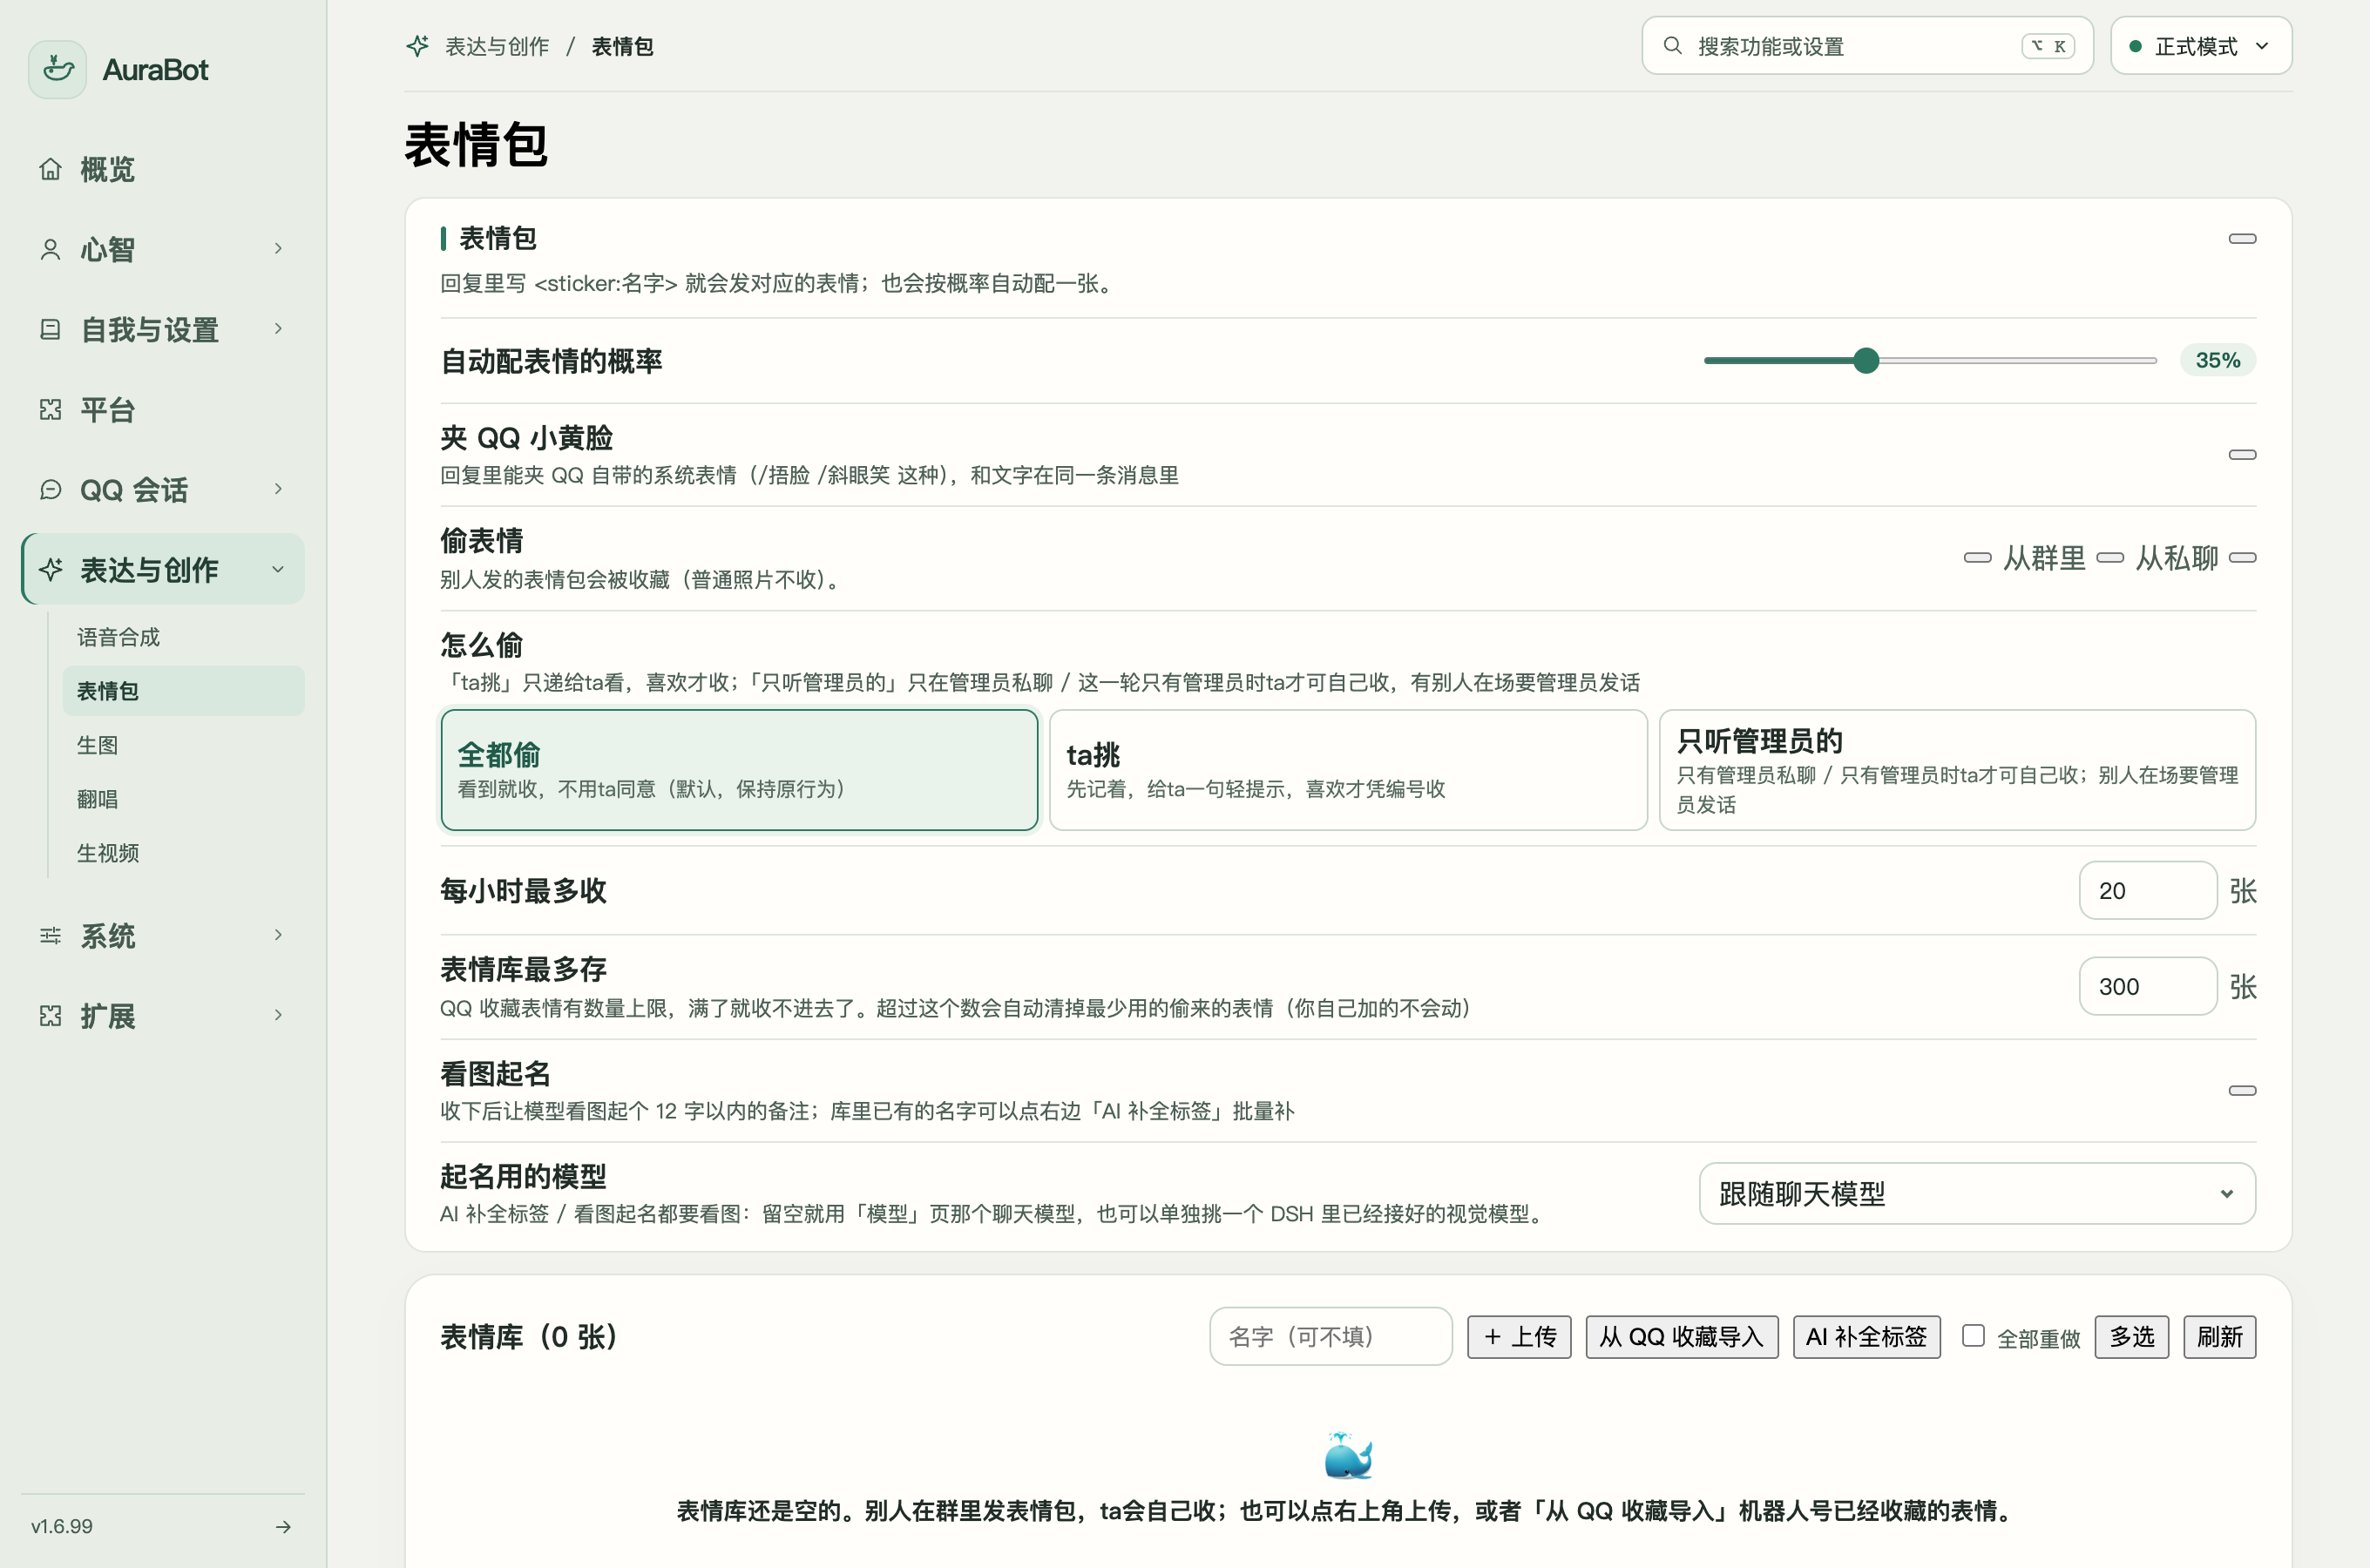 AuraBot
概览
心智
自我与设置
平台
QQ 会话
表达与创作
语音合成
表情包
生图
翻唱
生视频
系统
扩展
v1.6.99
表达与创作 / 表情包
搜索功能或设置
⌥ K
正式模式
表情包
表情包
回复里写 <sticker:名字> 就会发对应的表情；也会按概率自动配一张。
自动配表情的概率
35%
夹 QQ 小黄脸
回复里能夹 QQ 自带的系统表情（/捂脸 /斜眼笑 这种），和文字在同一条消息里
偷表情
别人发的表情包会被收藏（普通照片不收）。
从群里
从私聊
怎么偷
「ta挑」只递给ta看，喜欢才收；「只听管理员的」只在管理员私聊 / 这一轮只有管理员时ta才可自己收，有别人在场要管理员发话
全都偷
看到就收，不用ta同意（默认，保持原行为）
ta挑
先记着，给ta一句轻提示，喜欢才凭编号收
只听管理员的
只有管理员私聊 / 只有管理员时ta才可自己收；别人在场要管理
员发话
每小时最多收
20
张
表情库最多存
QQ 收藏表情有数量上限，满了就收不进去了。超过这个数会自动清掉最少用的偷来的表情（你自己加的不会动）
300
张
看图起名
收下后让模型看图起个 12 字以内的备注；库里已有的名字可以点右边「AI 补全标签」批量补
起名用的模型
AI 补全标签 / 看图起名都要看图：留空就用「模型」页那个聊天模型，也可以单独挑一个 DSH 里已经接好的视觉模型。
跟随聊天模型
表情库（0 张）
名字（可不填）
＋ 上传
从 QQ 收藏导入
AI 补全标签
全部重做
多选
刷新
表情库还是空的。别人在群里发表情包，ta会自己收；也可以点右上角上传，或者「从 QQ 收藏导入」机器人号已经收藏的表情。